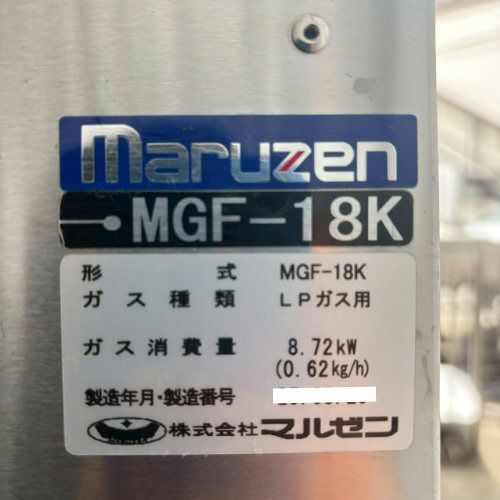 maruzen
MGF-18K
形 式 MGF-18K
ガス種類 LPガス用
ガス消費量 8.72kW
(0.62kg/h)
製造年月・製造番号
株式会社マルゼン